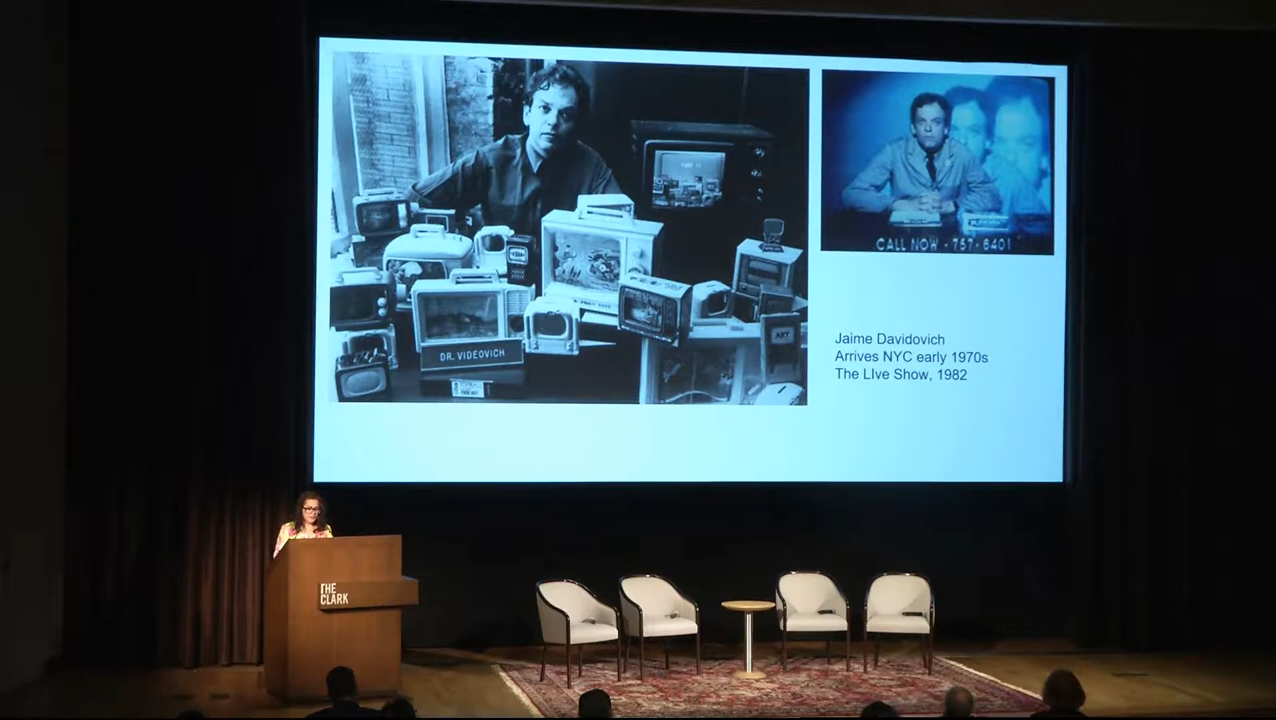 CALL NOW - 757-6401
DR. VIDEOVICH
ART
Jaime Davidovich
Arrives NYC early 1970s
The LIve Show, 1982
THE
CLARK